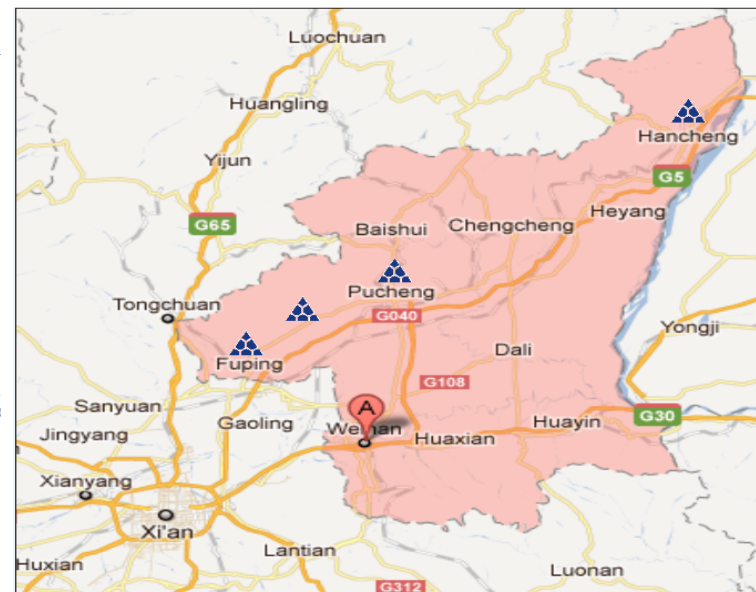 Luochuan
Huangling
Hancheng
Yijun
G5
Heyang
G65
Baishui
Chengcheng
Pucheng
Tongchuan
G040
Yongji
Dali
Fuping
G108
Sanyuan
A
Gaoling
Huayin
G30
Jingyang
Weinan
Huaxian
Xianyang
Xi'an
Lantian
Huxian
Luonan
G312